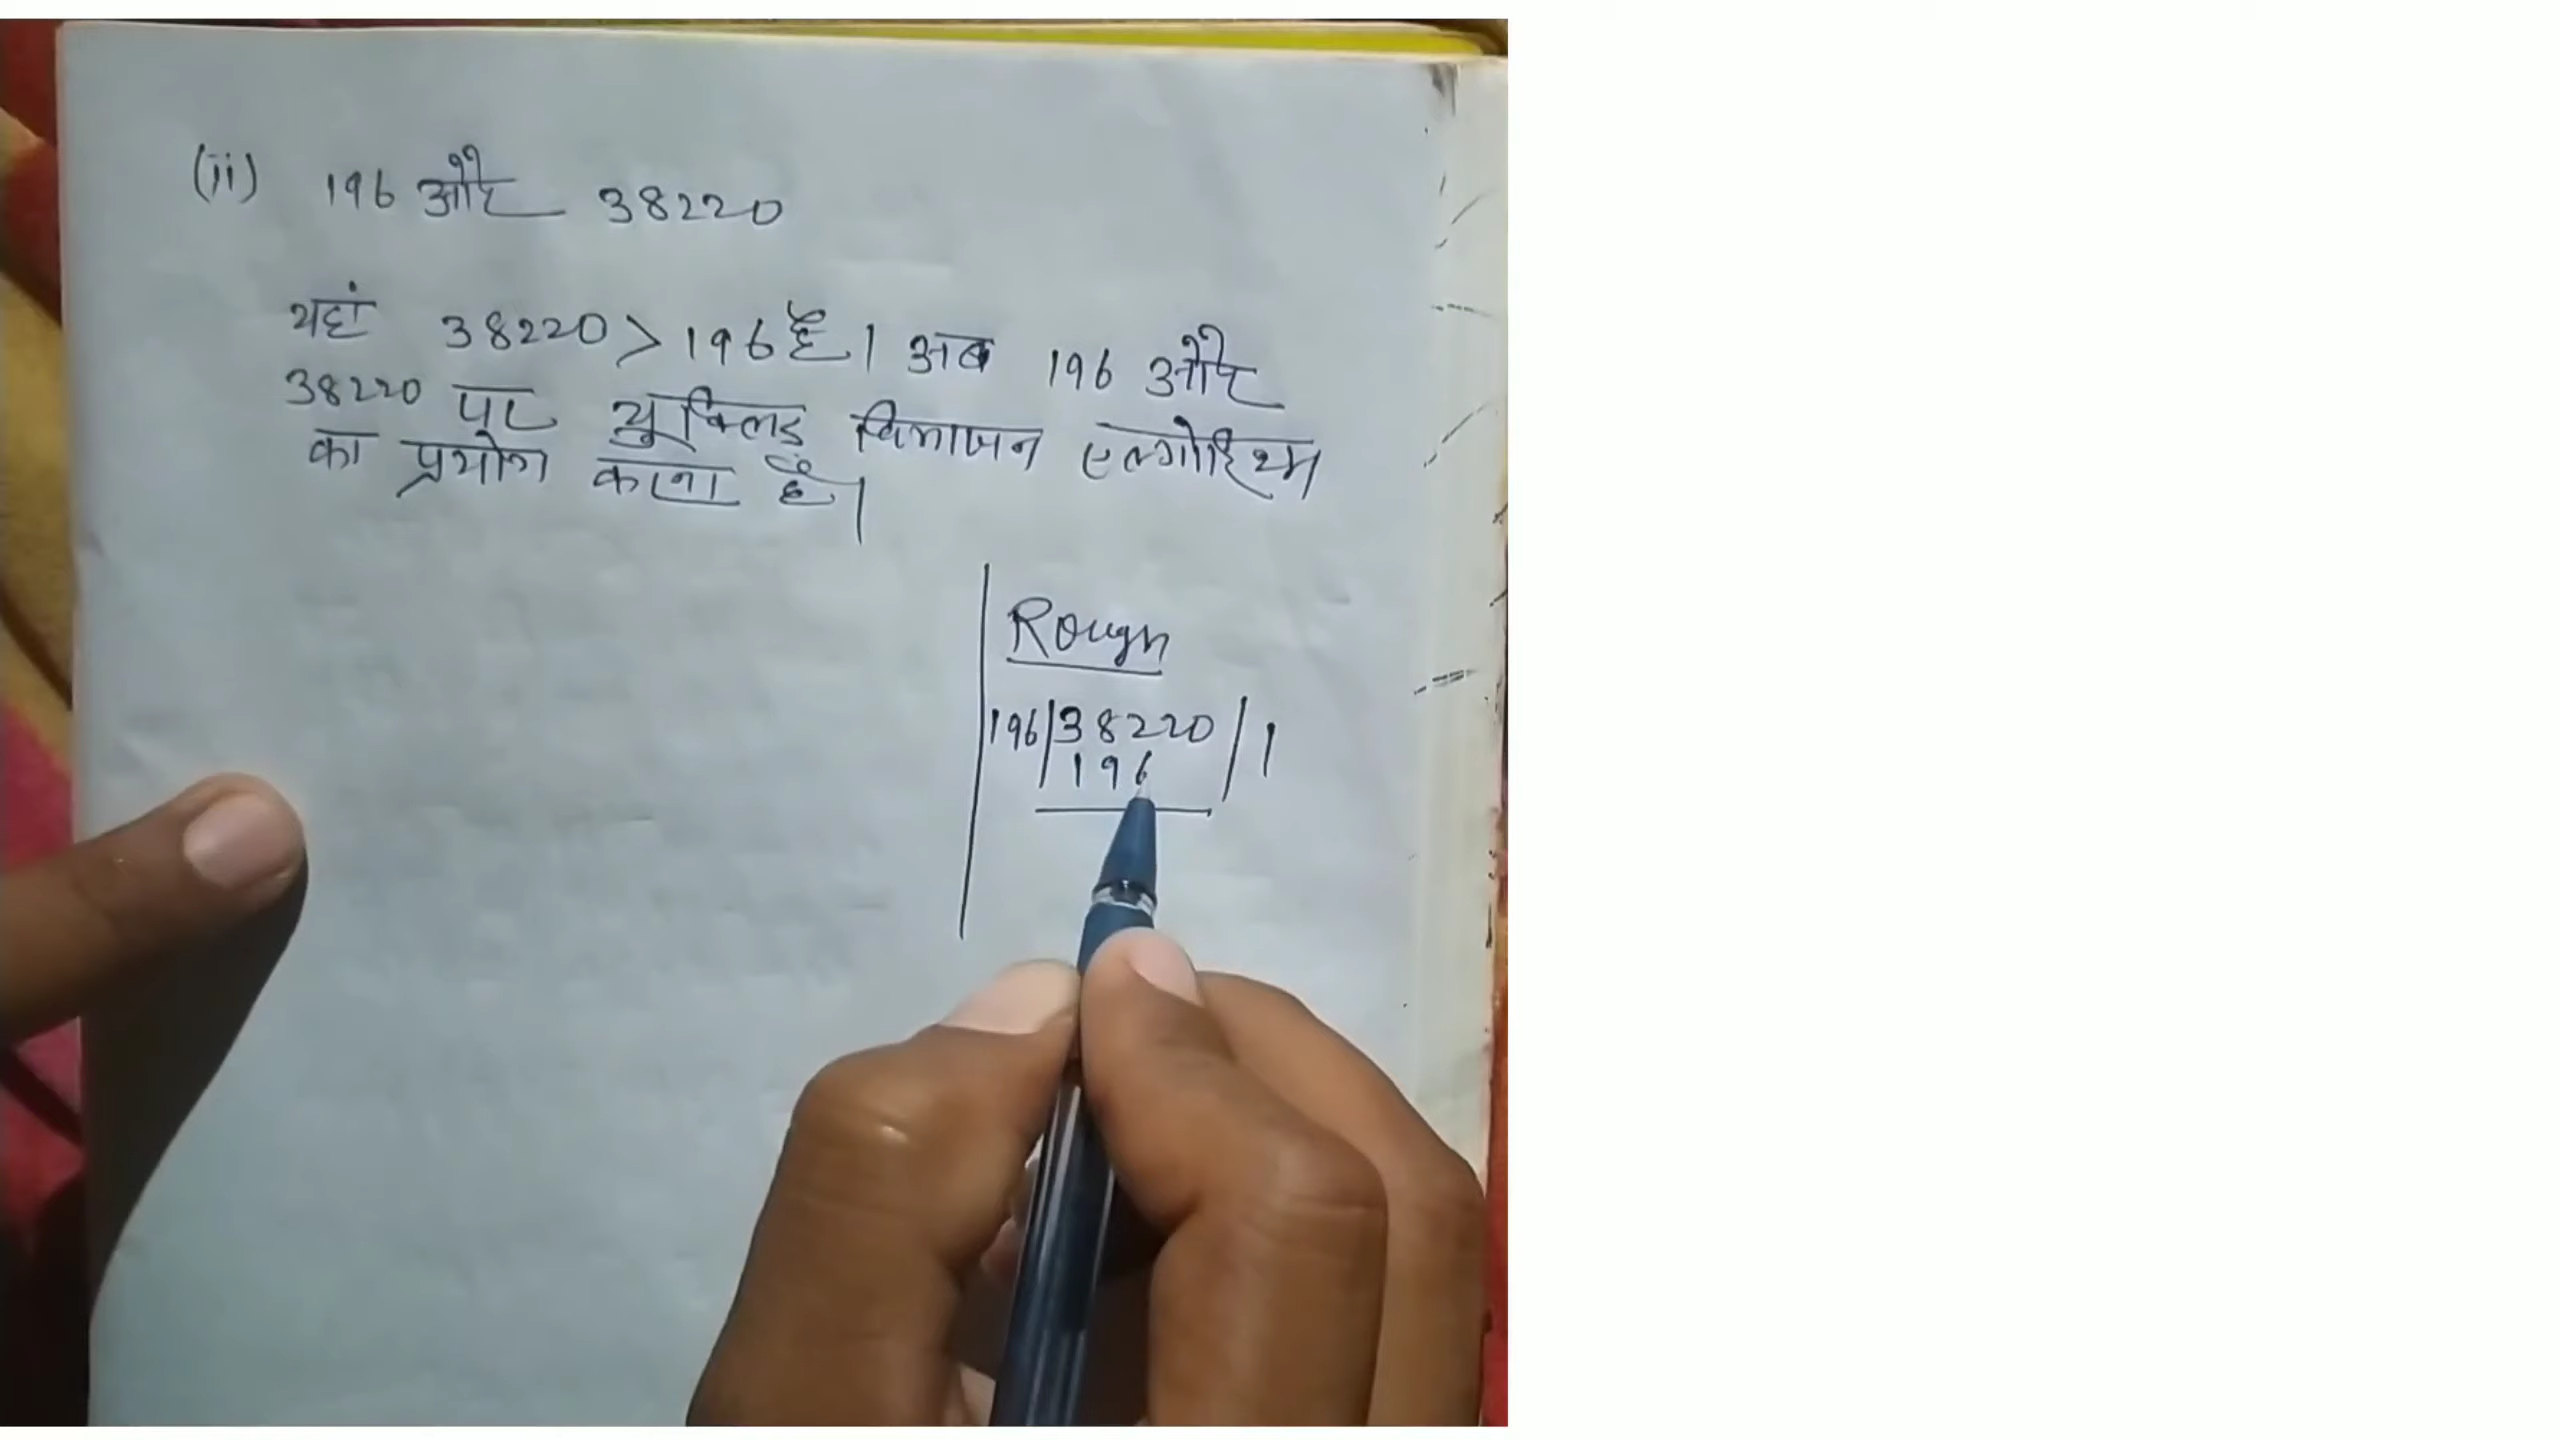 (ii) 196 और 38220
यहां 38220 > 196 है। अब 196 और
38220 पर युक्लिड विभाजन एल्गोरिथ्म
का प्रयोग करना है।
Rough
196/38220/1
196